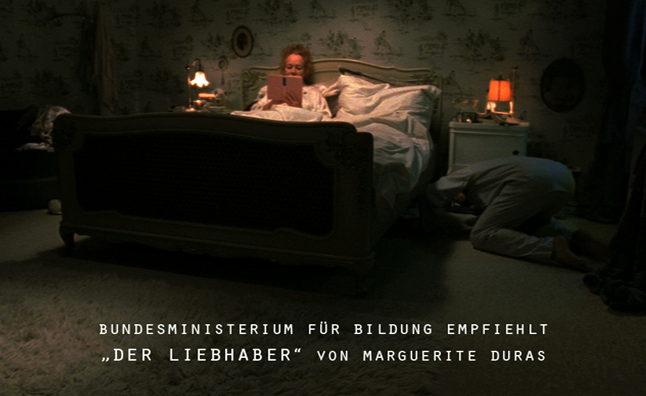 BUNDESMINISTERIUM FÜR BILDUNG EMPFIEHLT
„DER LIEBHABER“ VON MARGUERITE DURAS